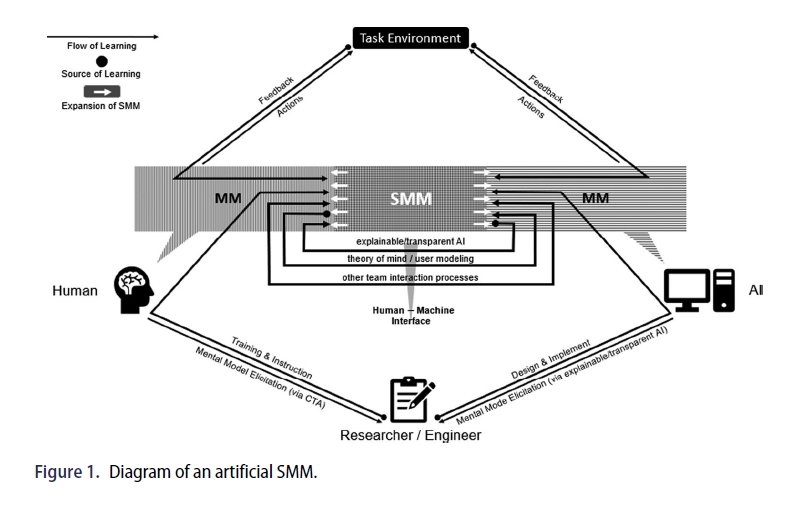 Flow of Learning
Source of Learning
Expansion of SMM
Task Environment
Feedback
Actions
Feedback
Actions
MM
SMM
MM
explainable/transparent AI
theory of mind / user modeling
other team interaction processes
Human – Machine
Interface
Human
AI
Training & Instruction
Mental Model Elicitation (via CTA)
Design & Implement
Mental Mode Elicitation (via explainable/transparent AI)
Researcher / Engineer
Figure 1. Diagram of an artificial SMM.